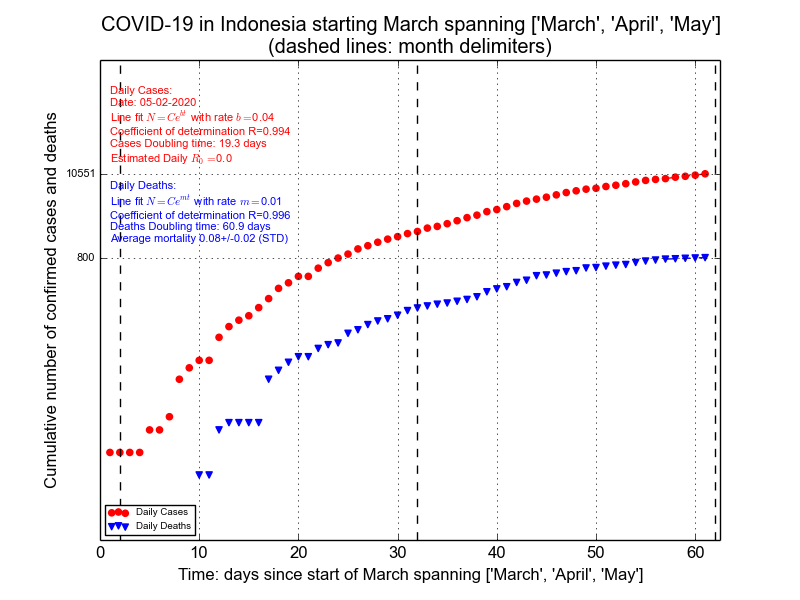 COVID-19 in Indonesia starting March spanning ['March', 'April', 'May']
(dashed lines: month delimiters)
Daily Cases:
Date: 05-02-2020
Line fit N = Ce^{bt} with rate b =0.04
Coefficient of determination R=0.994
Cases Doubling time: 19.3 days
Estimated Daily R_0 =0.0
Daily Deaths:
Line fit N = Ce^{mt} with rate m =0.01
Coefficient of determination R=0.996
Deaths Doubling time: 60.9 days
Average mortality 0.08+/-0.02 (STD)
10551
800
Cumulative number of confirmed cases and deaths
Daily Cases
Daily Deaths
0 10 20 30 40 50 60
Time: days since start of March spanning ['March', 'April', 'May']